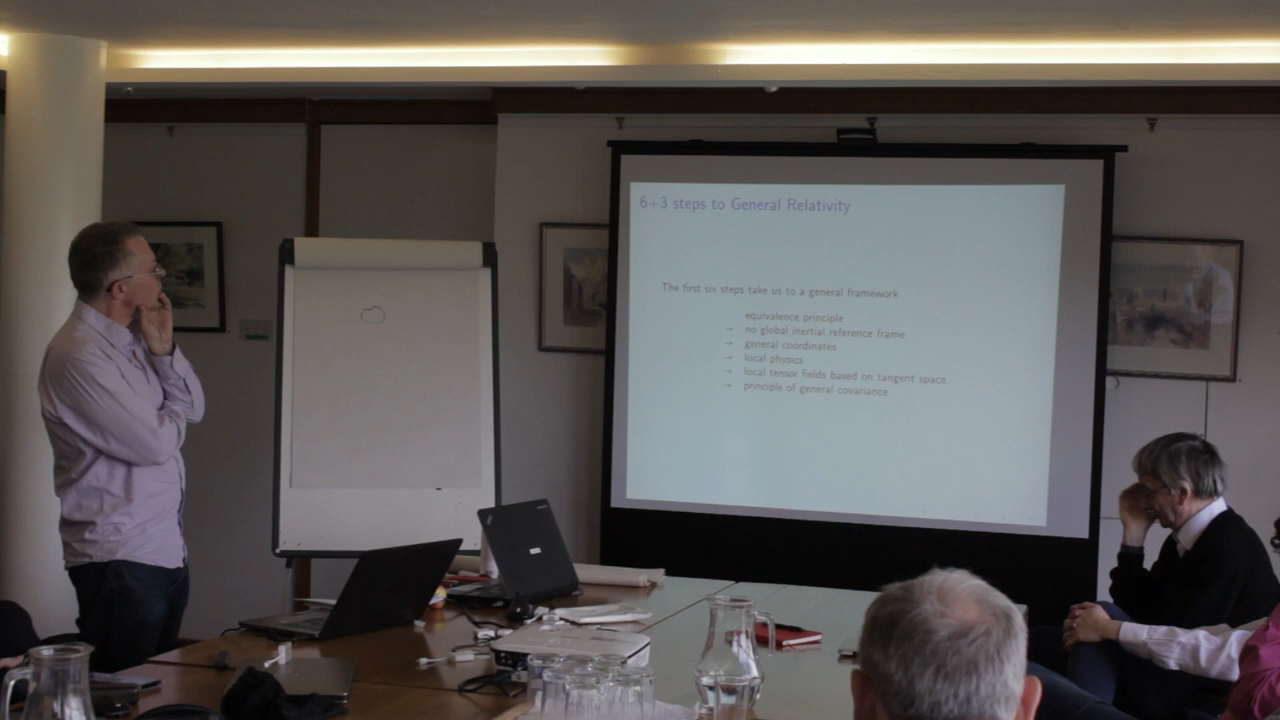 6+3 steps to General Relativity
The first six steps take us to a general framework
equivalence principle
→ no global inertial reference frame
→ general coordinates
→ local physics
→ local tensor fields based on tangent space
→ principle of general covariance